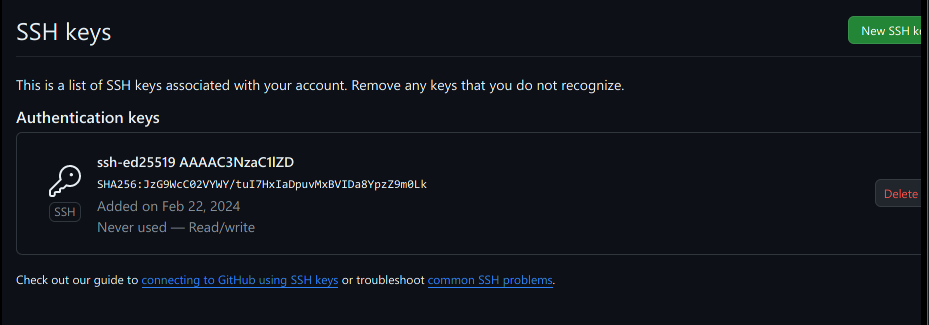 SSH keys
New SSH k
This is a list of SSH keys associated with your account. Remove any keys that you do not recognize.
Authentication keys
ssh-ed25519 AAAAC3NzaC1lZD
SHA256:JzG9WcC02VYWY/tuI7HxIaDpuvMxBVIDa8YpzZ9m0Lk
SSH
Added on Feb 22, 2024
Never used — Read/write
Delete
Check out our guide to connecting to GitHub using SSH keys or troubleshoot common SSH problems.